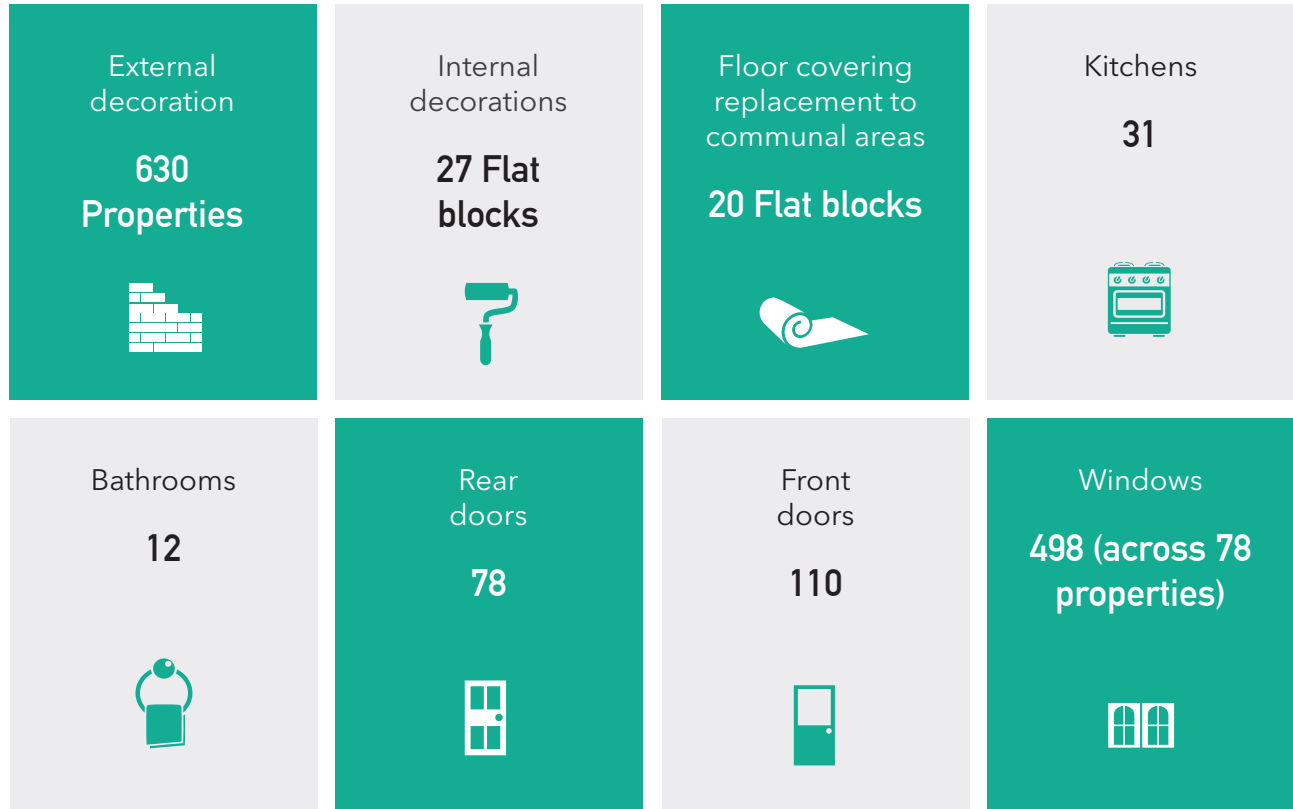 External
decoration
630
Properties
Internal
decorations
27 Flat
blocks
Floor covering
replacement to
communal areas
20 Flat blocks
Kitchens
31
Bathrooms
12
Rear
doors
78
Front
doors
110
Windows
498 (across 78
properties)